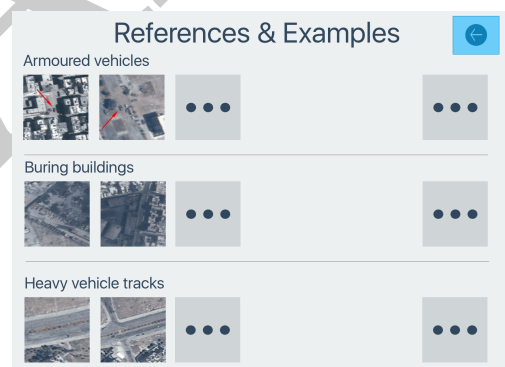 References & Examples
Armoured vehicles
Buring buildings
Heavy vehicle tracks